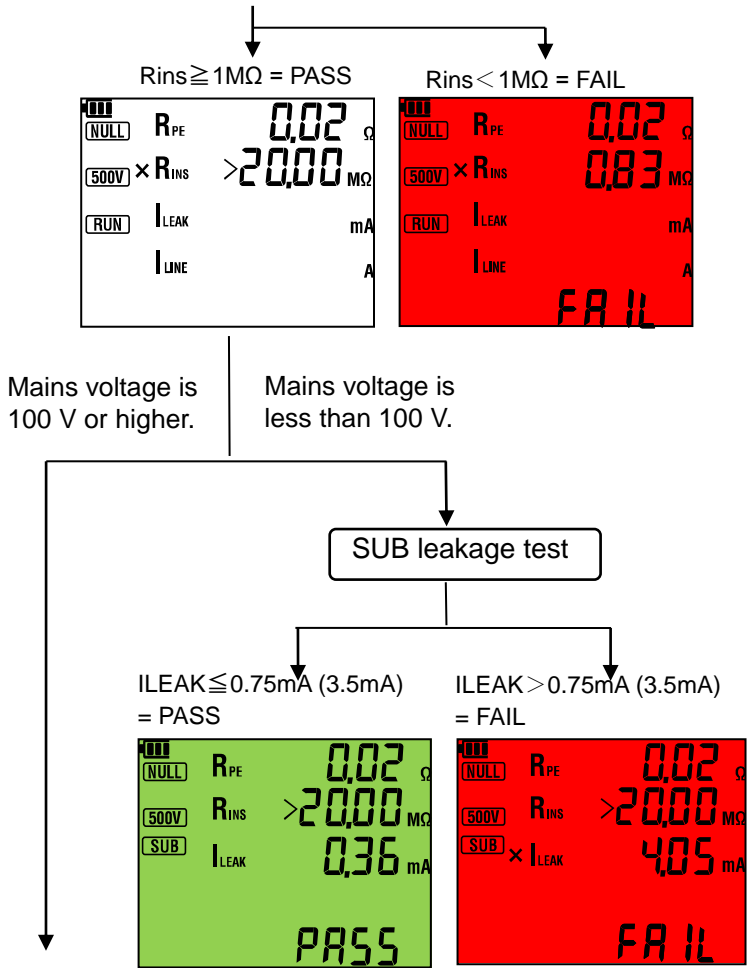 Rins≧1MΩ = PASS
Rins＜1MΩ = FAIL
NULL RPE 0.02 Ω
500V × RINS >20.00 MΩ
RUN ILEAK mA
ILINE A
NULL RPE 0.02 Ω
500V × RINS 0.83 MΩ
RUN ILEAK mA
ILINE A
FAIL
Mains voltage is
100 V or higher.
Mains voltage is
less than 100 V.
SUB leakage test
ILEAK≦0.75mA (3.5mA)
= PASS
ILEAK＞0.75mA (3.5mA)
= FAIL
NULL RPE 0.02 Ω
500V RINS >20.00 MΩ
SUB ILEAK 0.36 mA
PASS
NULL RPE 0.02 Ω
500V RINS >20.00 MΩ
SUB × ILEAK 4.05 mA
FAIL